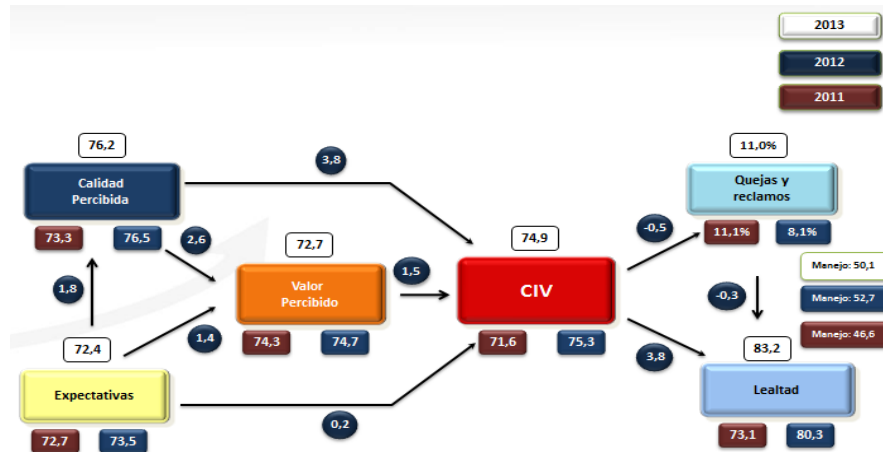 2013
2012
2011
76,2
Calidad
Percibida
73,3
76,5
3,8
2,6
1,8
72,7
Valor
Percibido
74,3
74,7
1,5
1,4
72,4
Expectativas
72,7
73,5
0,2
74,9
CIV
71,6
75,3
-0,5
3,8
11,0%
Quejas y
reclamos
11,1%
8,1%
Manejo: 50,1
Manejo: 52,7
Manejo: 46,6
-0,3
83,2
Lealtad
73,1
80,3